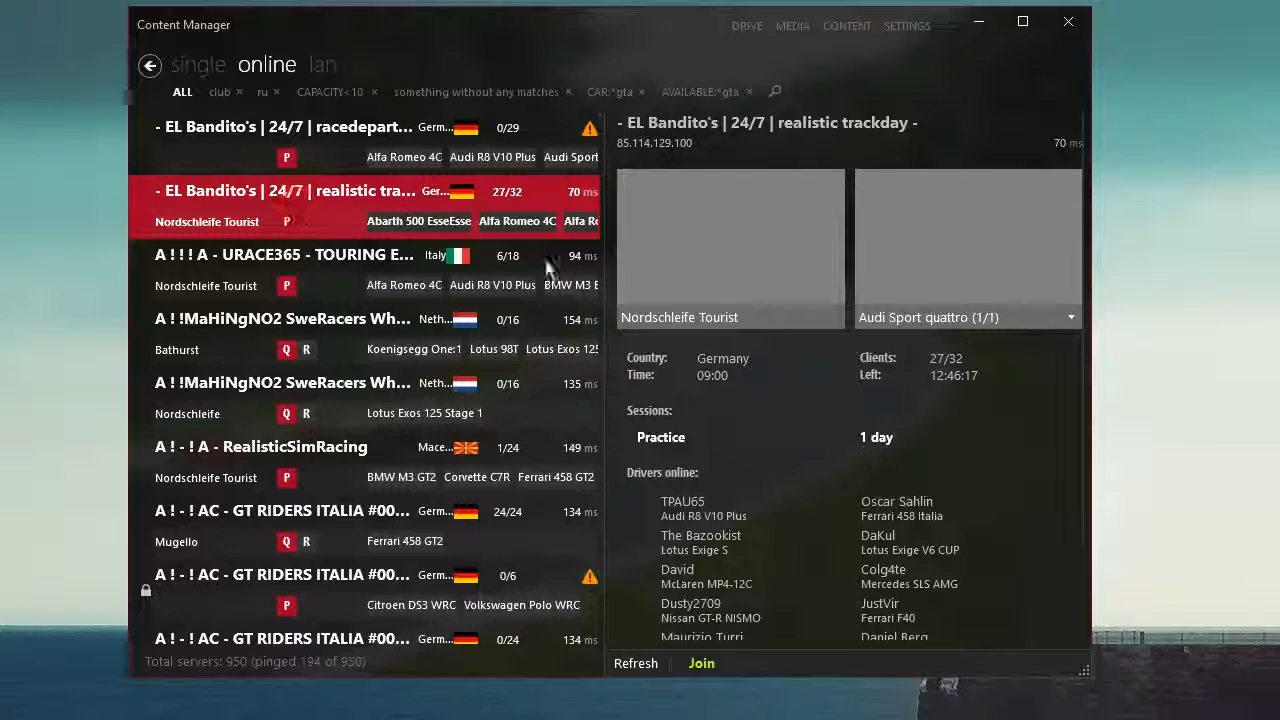 Content Manager
DRIVE MEDIA CONTENT SETTINGS
single online lan
ALL club × ru × CAPACITY<10 × something without any matches × CAR:*gta × AVAILABLE:*gta ×
- EL Bandito's | 24/7 | racedepart... Germ... 0/29
P Alfa Romeo 4C Audi R8 V10 Plus Audi Sport
- EL Bandito's | 24/7 | realistic tra... Ger... 27/32 70 ms
Nordschleife Tourist P Abarth 500 EsseEsse Alfa Romeo 4C Alfa Ro
A ! ! ! A - URACE365 - TOURING E... Italy 6/18 94 ms
Nordschleife Tourist P Alfa Romeo 4C Audi R8 V10 Plus BMW M3 E
A ! !MaHiNgNO2 SweRacers Wh... Neth... 0/16 154 ms
Bathurst Q R Koenigsegg One:1 Lotus 98T Lotus Exos 125
A ! !MaHiNgNO2 SweRacers Wh... Neth... 0/16 135 ms
Nordschleife Q R Lotus Exos 125 Stage 1
A ! - ! A - RealisticSimRacing Mace... 1/24 149 ms
Nordschleife Tourist P BMW M3 GT2 Corvette C7R Ferrari 458 GT2
A ! - ! AC - GT RIDERS ITALIA #00... Germ... 24/24 134 ms
Mugello Q R Ferrari 458 GT2
A ! - ! AC - GT RIDERS ITALIA #00... Germ... 0/6
P Citroen DS3 WRC Volkswagen Polo WRC
A ! - ! AC - GT RIDERS ITALIA #00... Germ... 0/24 134 ms
Total servers: 950 (pinged 194 of 950)
- EL Bandito's | 24/7 | realistic trackday -
85.114.129.100 70 ms
Nordschleife Tourist
Audi Sport quattro (1/1)
Country: Germany Clients: 27/32
Time: 09:00 Left: 12:46:17
Sessions:
Practice 1 day
Drivers online:
TPAU65 Oscar Sahlin
Audi R8 V10 Plus Ferrari 458 Italia
The Bazookist DaKul
Lotus Exige S Lotus Exige V6 CUP
David Colg4te
McLaren MP4-12C Mercedes SLS AMG
Dusty2709 JustVir
Nissan GT-R NISMO Ferrari F40
Maurizio Turri Daniel Berg
Refresh Join